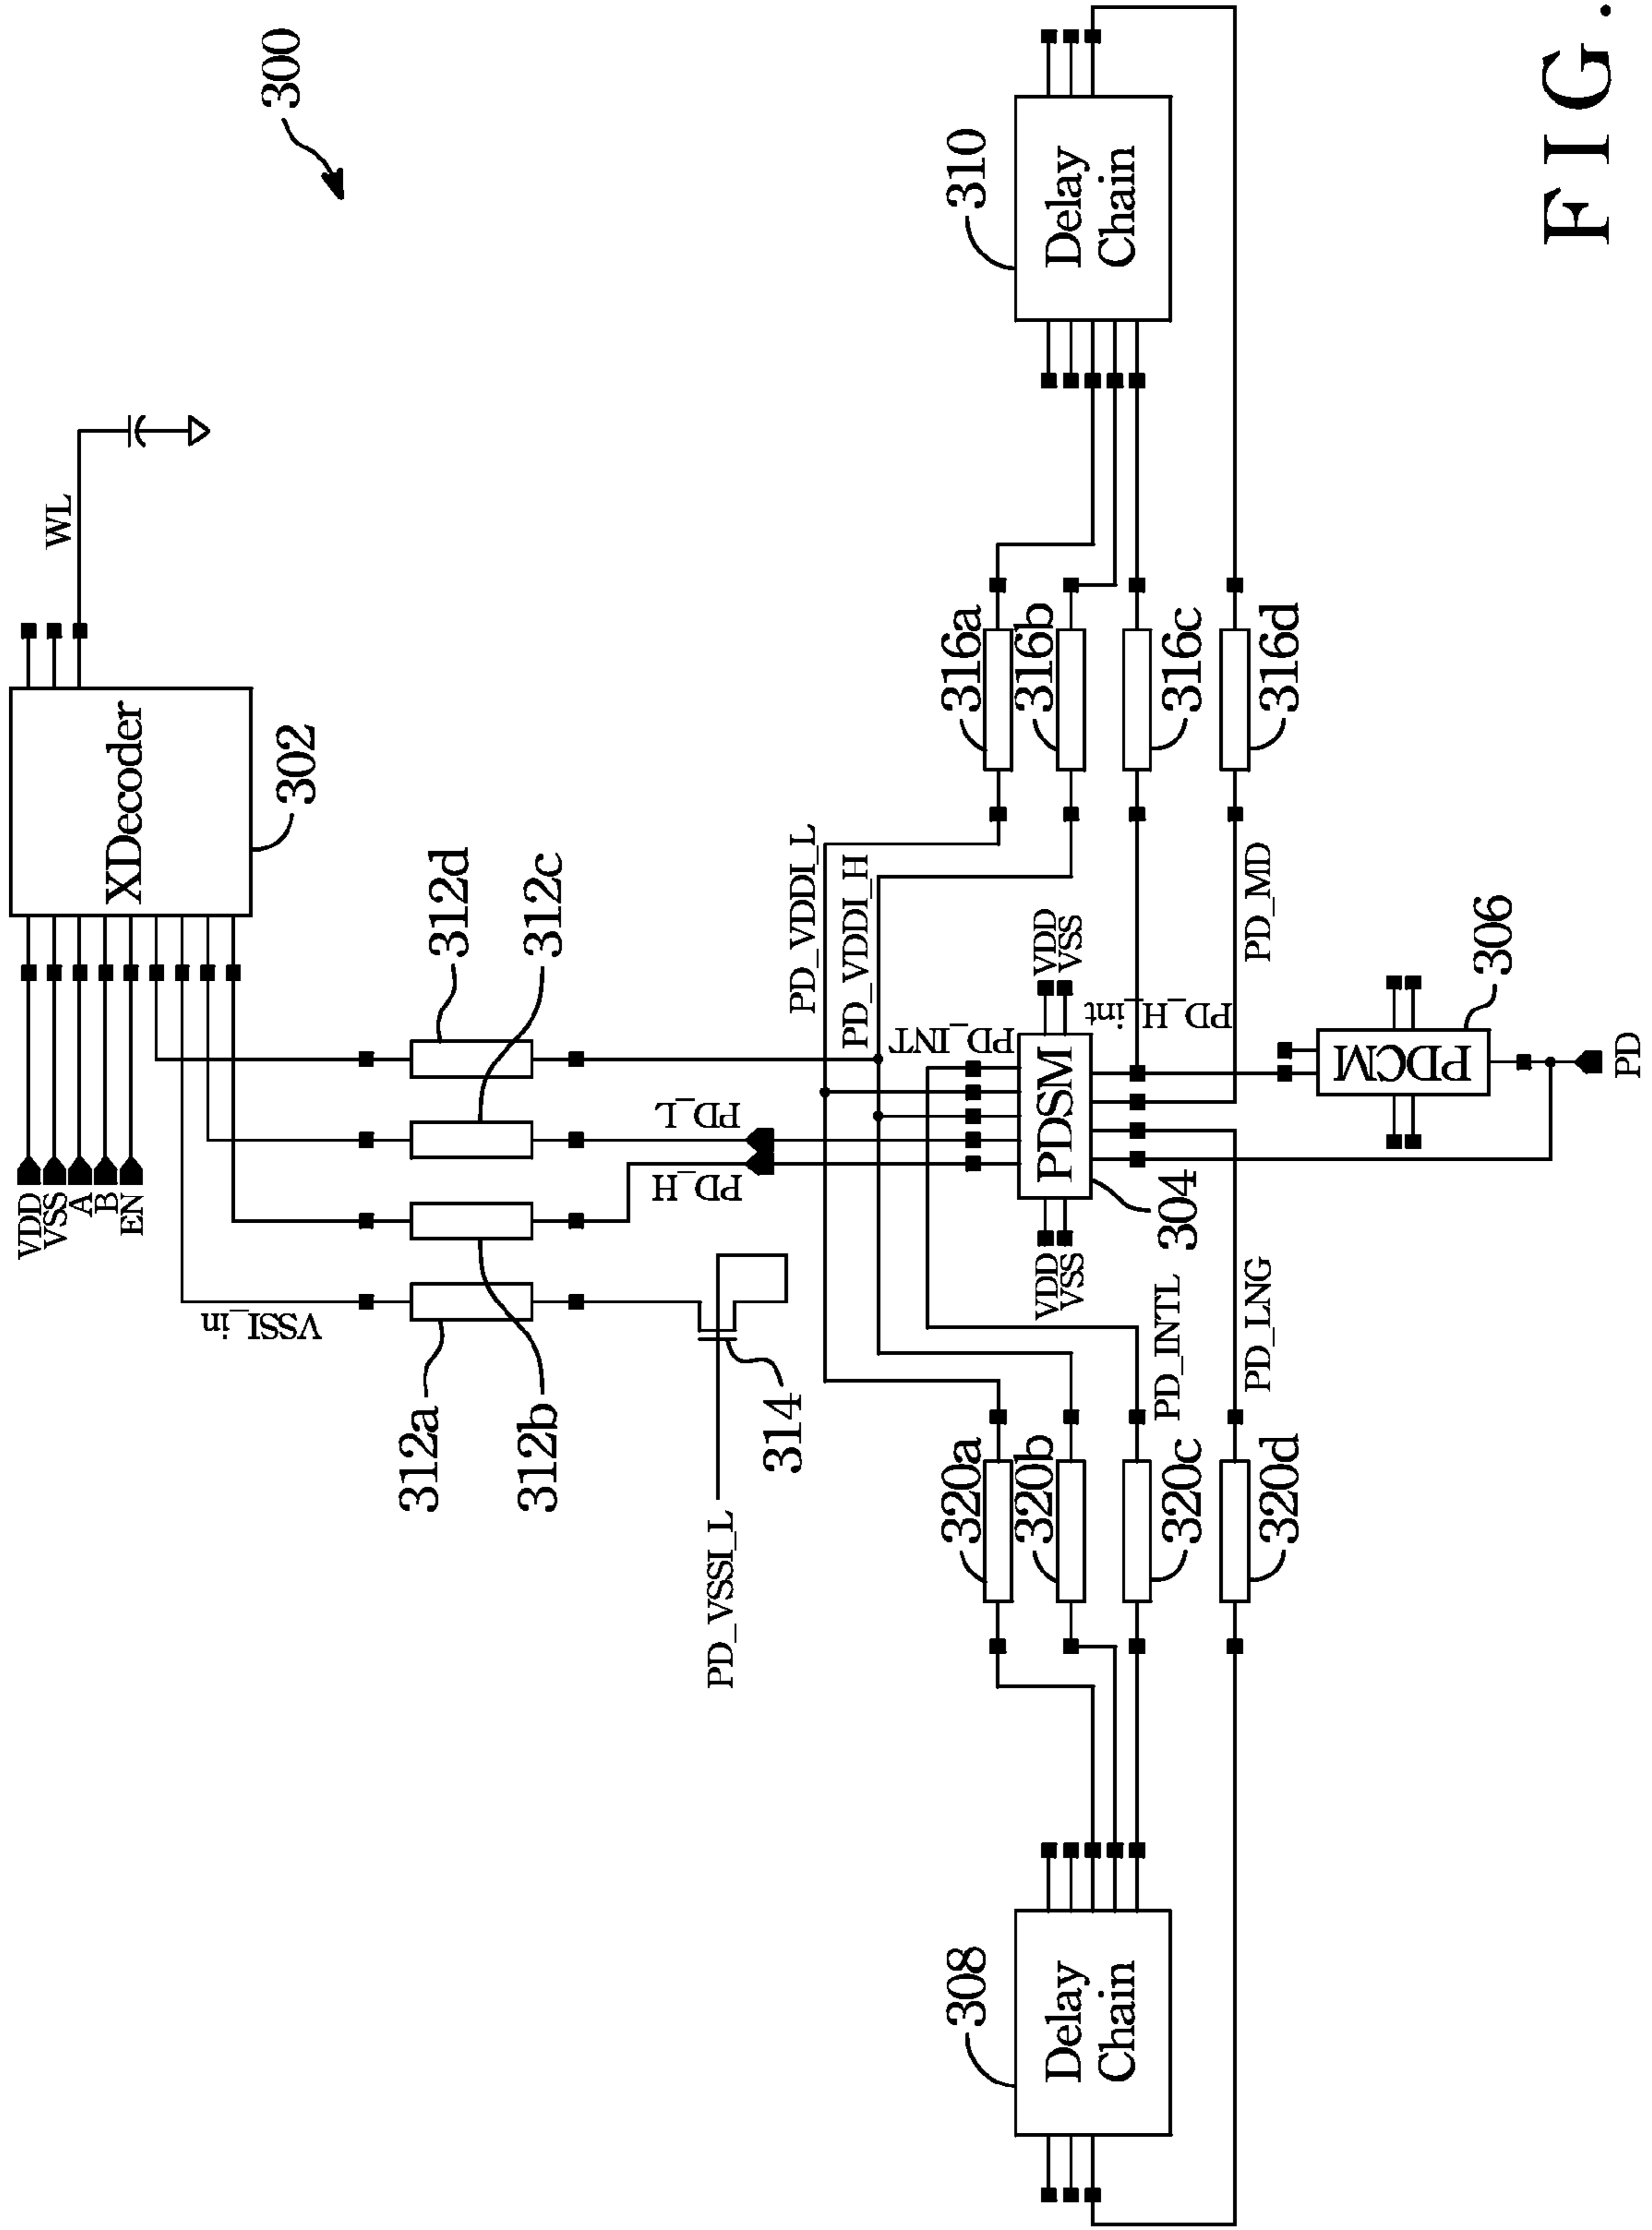 300
VDD
VSS
A
B
EN
XDecoder
302
WL
VSSI_in
312a
312b
312c
312d
PD_H
PD_L
PD_VSSI_L
314
PD_VDDI_L
PD_VDDI_H
PD_INT
VDD
VSS
PDSM
VDD
VSS
304
PD_H_int
PD_MD
PD_INTL
PD_LNG
316a
316b
316c
316d
320a
320b
320c
320d
308
Delay
Chain
310
Delay
Chain
PDCM
306
PD
FIG.